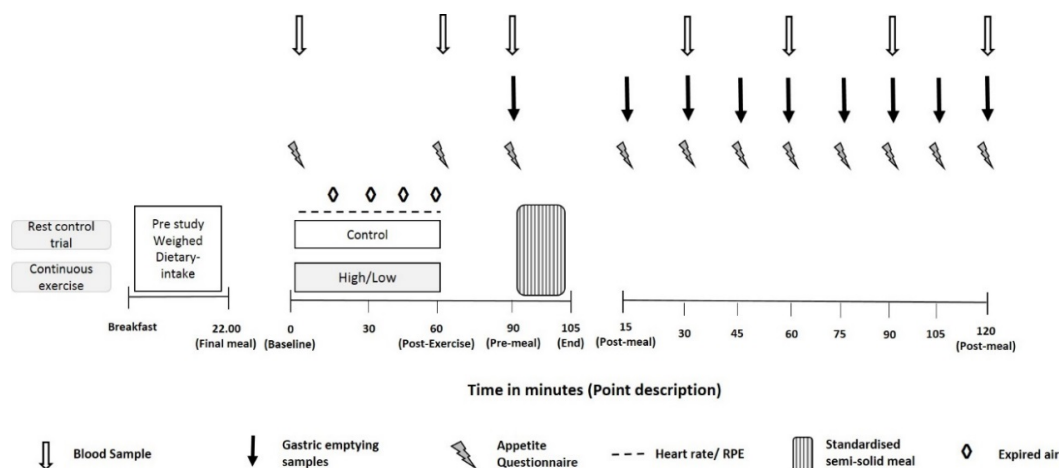 Rest control
trial
Continuous
exercise
Pre study
Weighed
Dietary-
intake
Control
High/Low
Breakfast
22.00
(Final meal)
0
(Baseline)
30
60
(Post-Exercise)
90
(Pre-meal)
105
(End)
15
(Post-meal)
30
45
60
75
90
105
120
(Post-meal)
Time in minutes (Point description)
Blood Sample
Gastric emptying
samples
Appetite
Questionnaire
Heart rate/ RPE
Standardised
semi-solid meal
Expired air